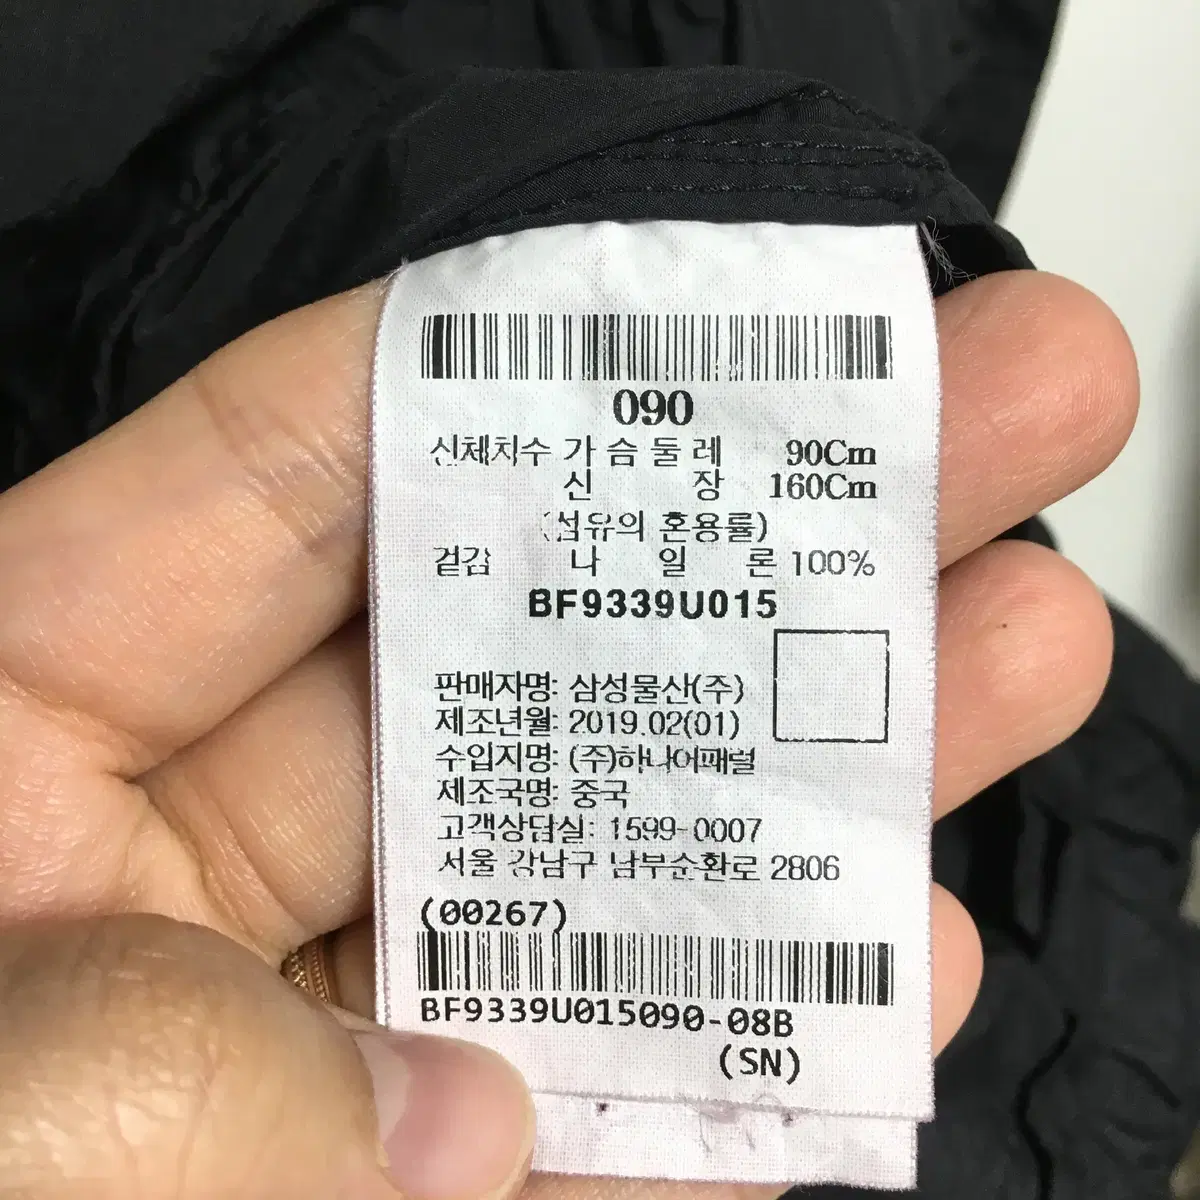 090
신체치수 가슴둘레 90Cm
신장 160Cm
(섬유의 혼용률)
겉감 나일론 100%
BF9339U015
판매자명: 삼성물산(주)
제조년월: 2019.02(01)
수입자명: (주)하나어패럴
제조국명: 중국
고객상담실: 1599-0007
서울 강남구 남부순환로 2806
(00267)
BF9339U015090-08B
(SN)